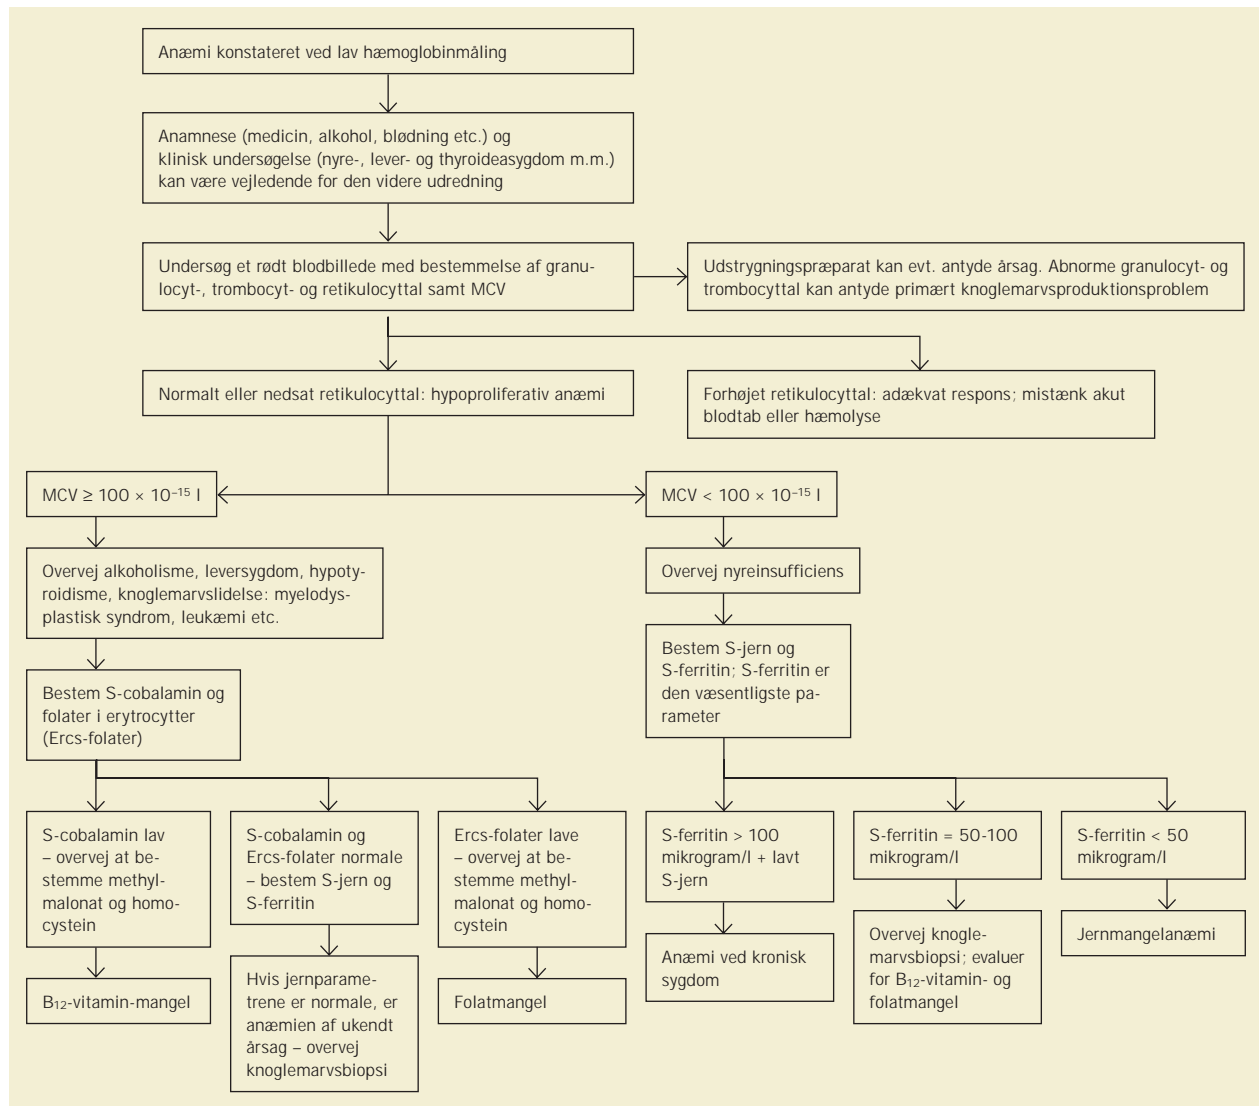 Anæmi konstateret ved lav hæmoglobinmåling
Anamnese (medicin, alkohol, blødning etc.) og
klinisk undersøgelse (nyre-, lever- og thyroideasygdom m.m.)
kan være vejledende for den videre udredning
Undersøg et rødt blodbillede med bestemmelse af granu-
locyt-, trombocyt- og retikulocyttal samt MCV
Udstrygningspræparat kan evt. antyde årsag. Abnorme granulocyt- og
trombocyttal kan antyde primært knoglemarvsproduktionsproblem
Normalt eller nedsat retikulocyttal: hypoproliferativ anæmi
Forhøjet retikulocyttal: adækvat respons; mistænk akut
blodtab eller hæmolyse
MCV ≥ 100 × 10⁻¹⁵ l
MCV < 100 × 10⁻¹⁵ l
Overvej alkoholisme, leversygdom, hypoty-
roidisme, knoglemarvslidelse: myelodys-
plastisk syndrom, leukæmi etc.
Overvej nyreinsufficiens
Bestem S-cobalamin og
folater i erytrocytter
(Ercs-folater)
Bestem S-jern og
S-ferritin; S-ferritin er
den væsentligste pa-
rameter
S-cobalamin lav
– overvej at be-
stemme methyl-
malonat og homo-
cystein
S-cobalamin og
Ercs-folater normale
– bestem S-jern og
S-ferritin
Ercs-folater lave
– overvej at be-
stemme methyl-
malonat og homo-
cystein
S-ferritin > 100
mikrogram/l + lavt
S-jern
S-ferritin = 50-100
mikrogram/l
S-ferritin < 50
mikrogram/l
B₁₂-vitamin-mangel
Hvis jernparame-
trene er normale, er
anæmien af ukendt
årsag – overvej
knoglemarvsbiopsi
Folatmangel
Anæmi ved kronisk
sygdom
Overvej knogle-
marvsbiopsi; evaluer
for B₁₂-vitamin- og
folatmangel
Jernmangelanæmi